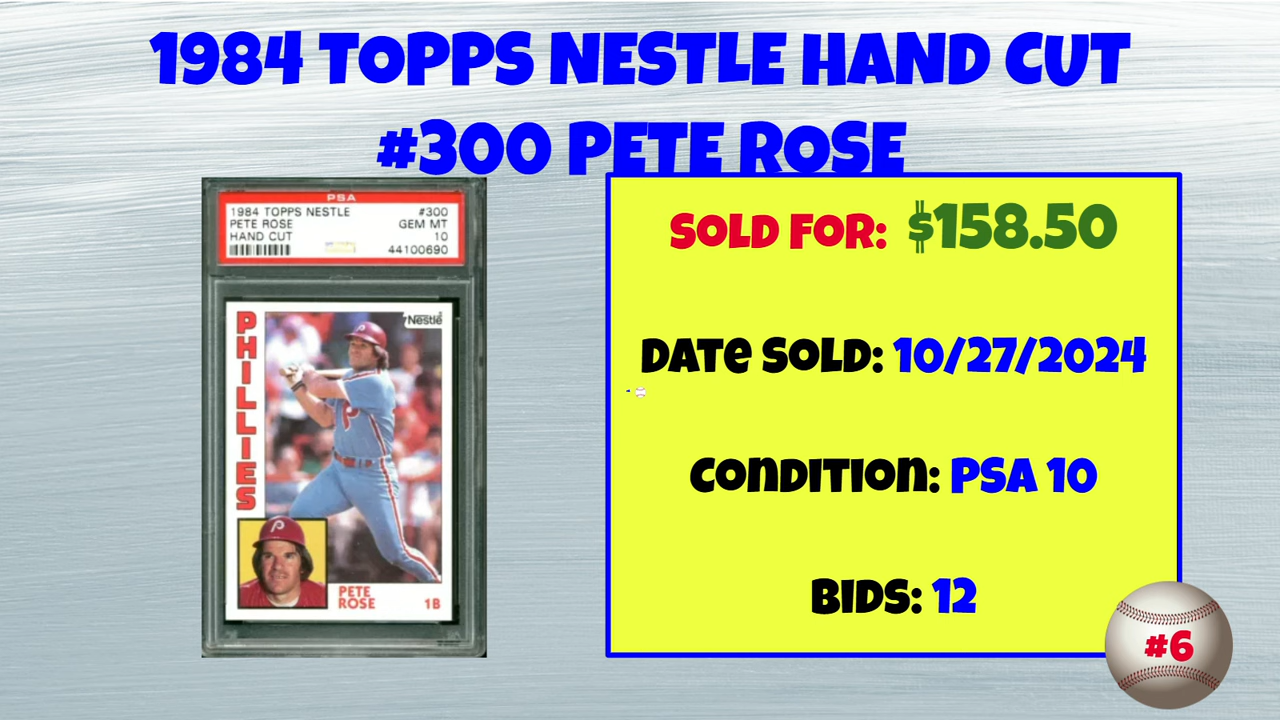 1984 TOPPS NESTLE HAND CUT
#300 PETE ROSE
PSA
1984 TOPPS NESTLE #300
PETE ROSE GEM MT
HAND CUT 10
44100690
Nestlé
PHILLIES
P
PETE
ROSE 1B
SOLD FOR: $158.50
DATE SOLD: 10/27/2024
CONDITION: PSA 10
BIDS: 12
#6